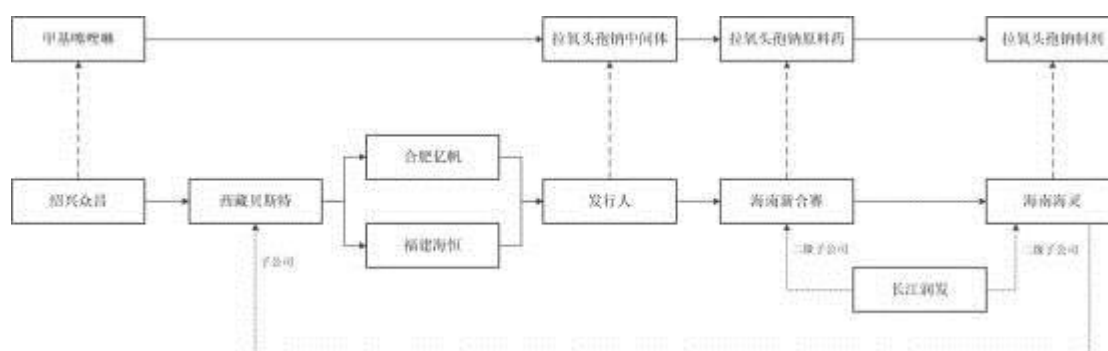 甲基噻唑啉
拉氧头孢钠中间体
拉氧头孢钠原料药
拉氧头孢钠制剂
合肥亿帆
绍兴众昌
西藏贝斯特
发行人
海南新合赛
海南海灵
福建海恒
子公司
二级子公司
二级子公司
长江润发